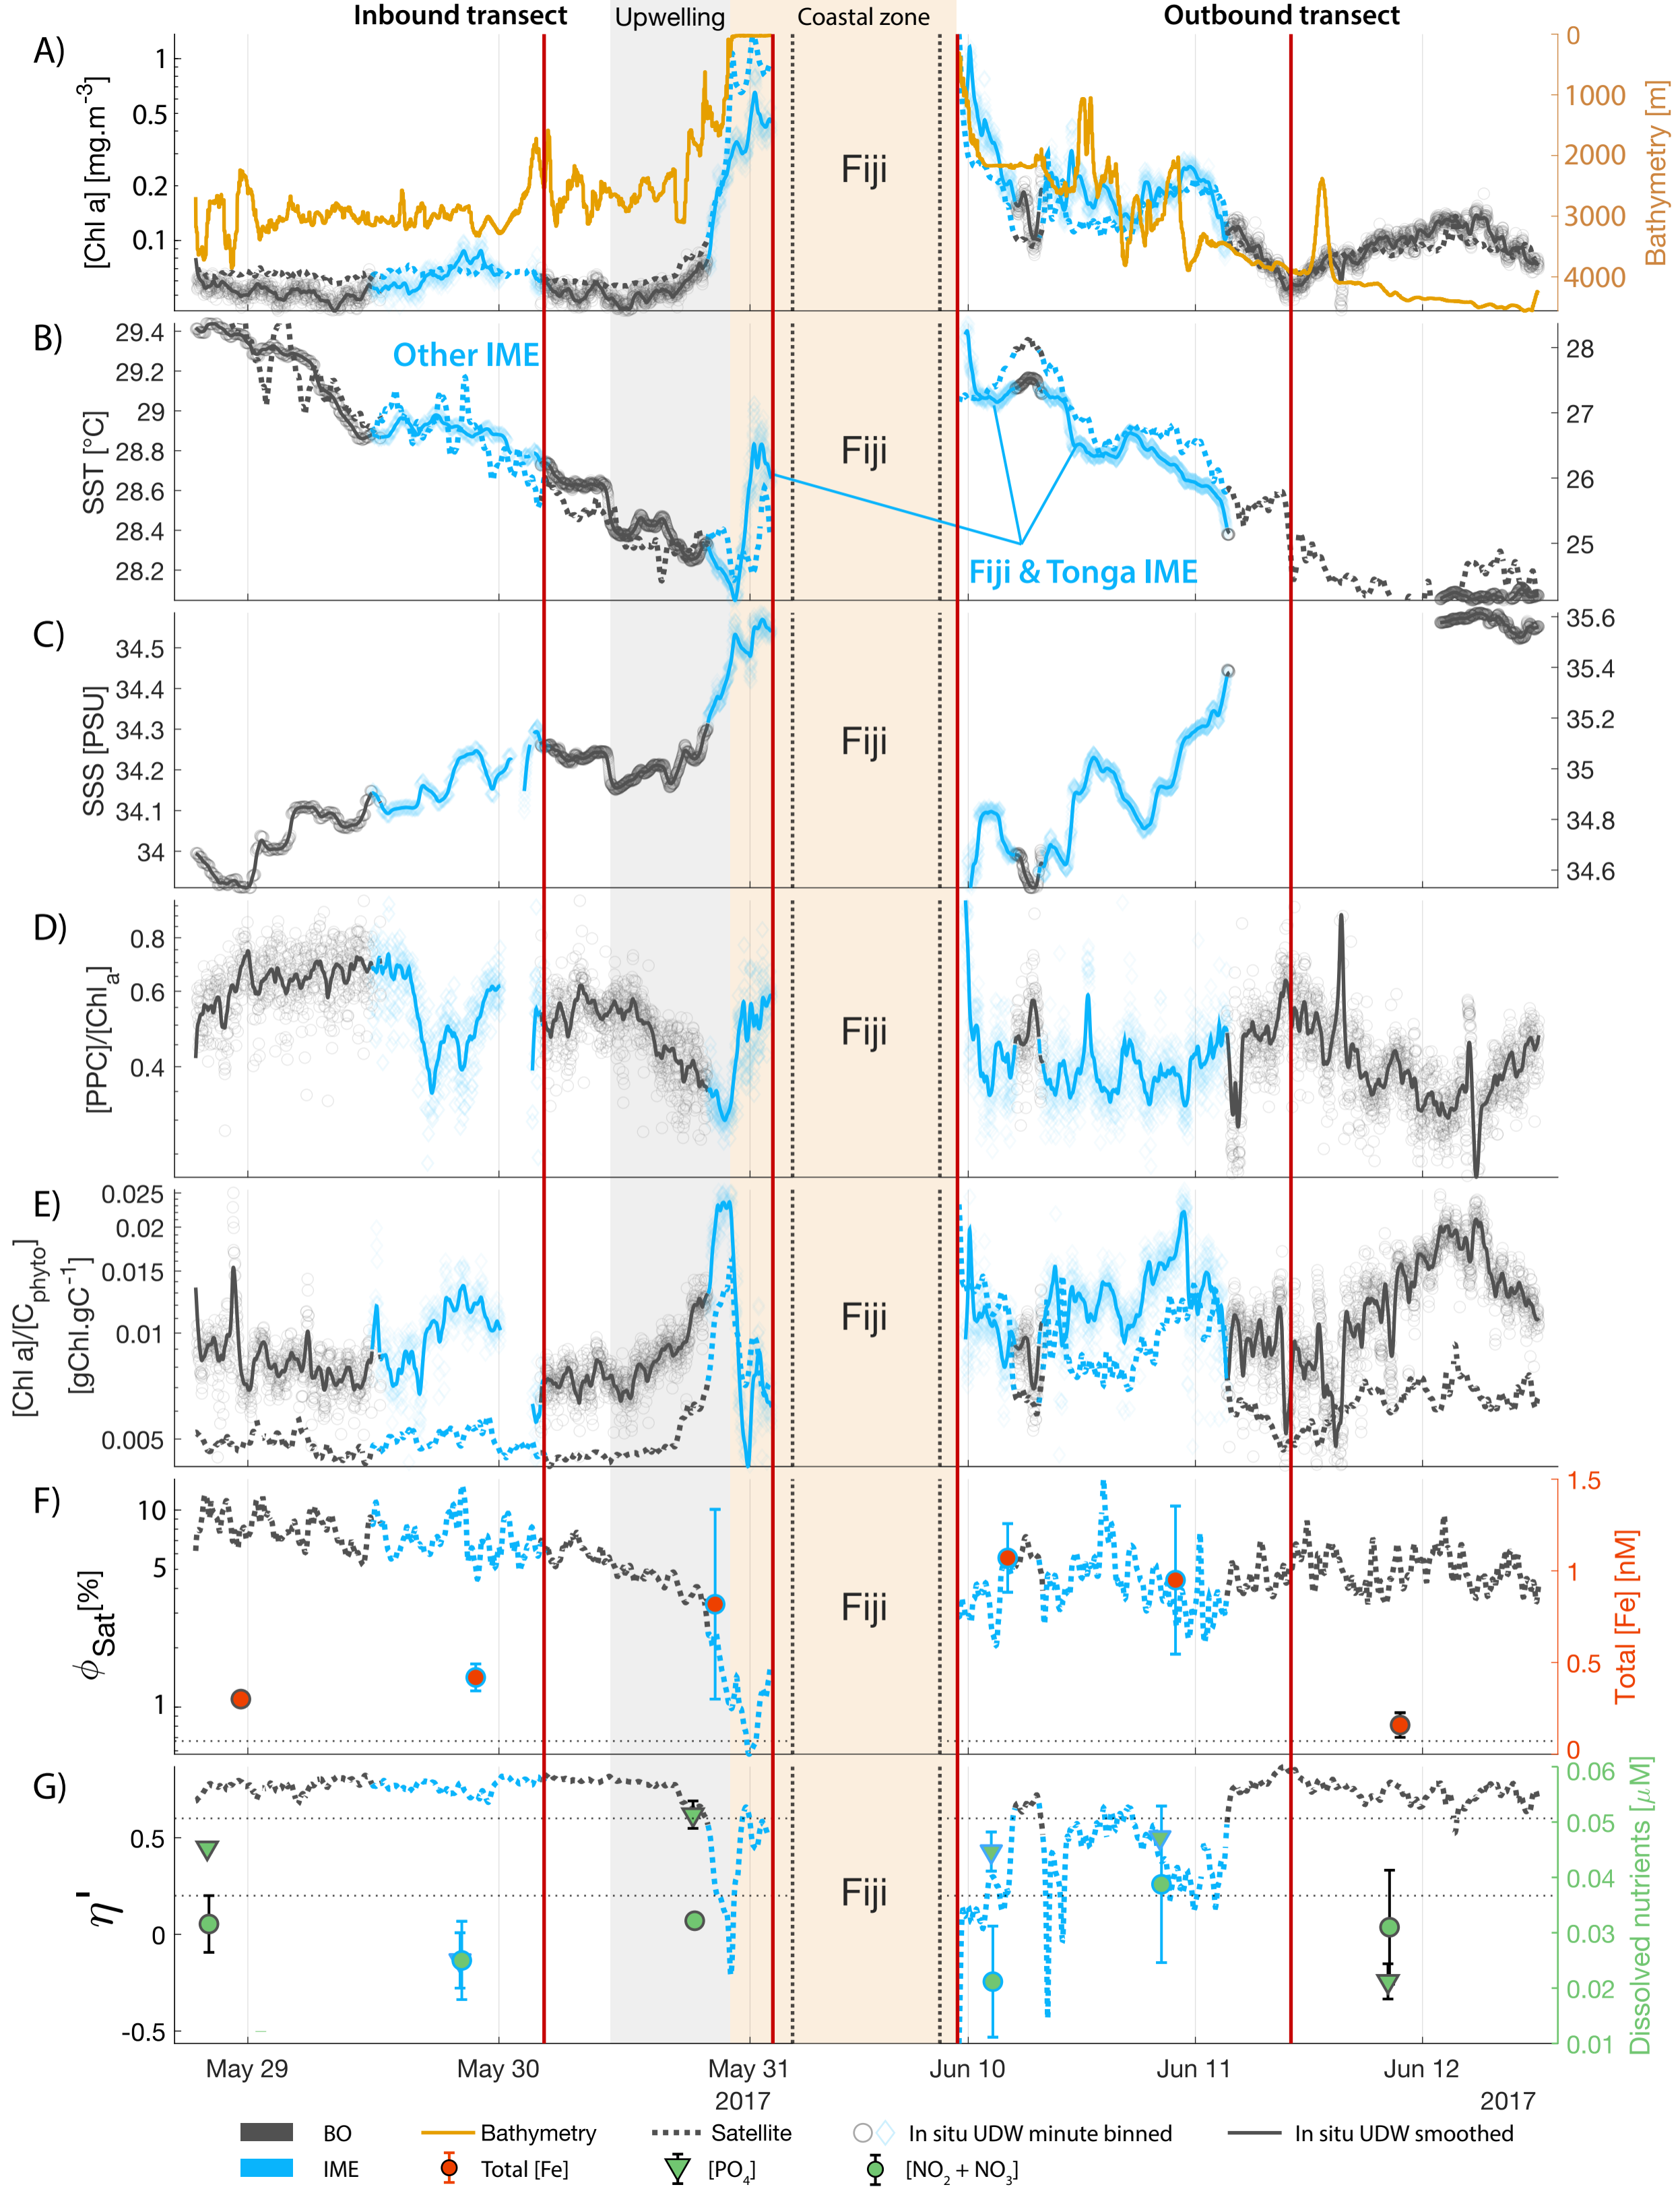 Inbound transect Upwelling Coastal zone Outbound transect
A)
[Chl a] [mg.m-3]
1
0.5
0.2
0.1
Fiji
0
1000
2000
3000
4000
Bathymetry [m]
B)
SST [°C]
29.4
29.2
29
28.8
28.6
28.4
28.2
Other IME
Fiji
Fiji & Tonga IME
28
27
26
25
C)
SSS [PSU]
34.5
34.4
34.3
34.2
34.1
34
Fiji
35.6
35.4
35.2
35
34.8
34.6
D)
[PPC]/[Chl a]
0.8
0.6
0.4
Fiji
E)
[Chl a]/[C phyto]
[gChl.gC-1]
0.025
0.02
0.015
0.01
0.005
Fiji
F)
ϕSat[%]
10
5
1
Fiji
1.5
1
0.5
0
Total [Fe] [nM]
G)
η'
0.5
0
-0.5
Fiji
0.06
0.05
0.04
0.03
0.02
0.01
Dissolved nutrients [μM]
May 29 May 30 May 31 Jun 10 Jun 11 Jun 12
2017 2017
BO Bathymetry Satellite In situ UDW minute binned In situ UDW smoothed
IME Total [Fe] [PO4] [NO2 + NO3]